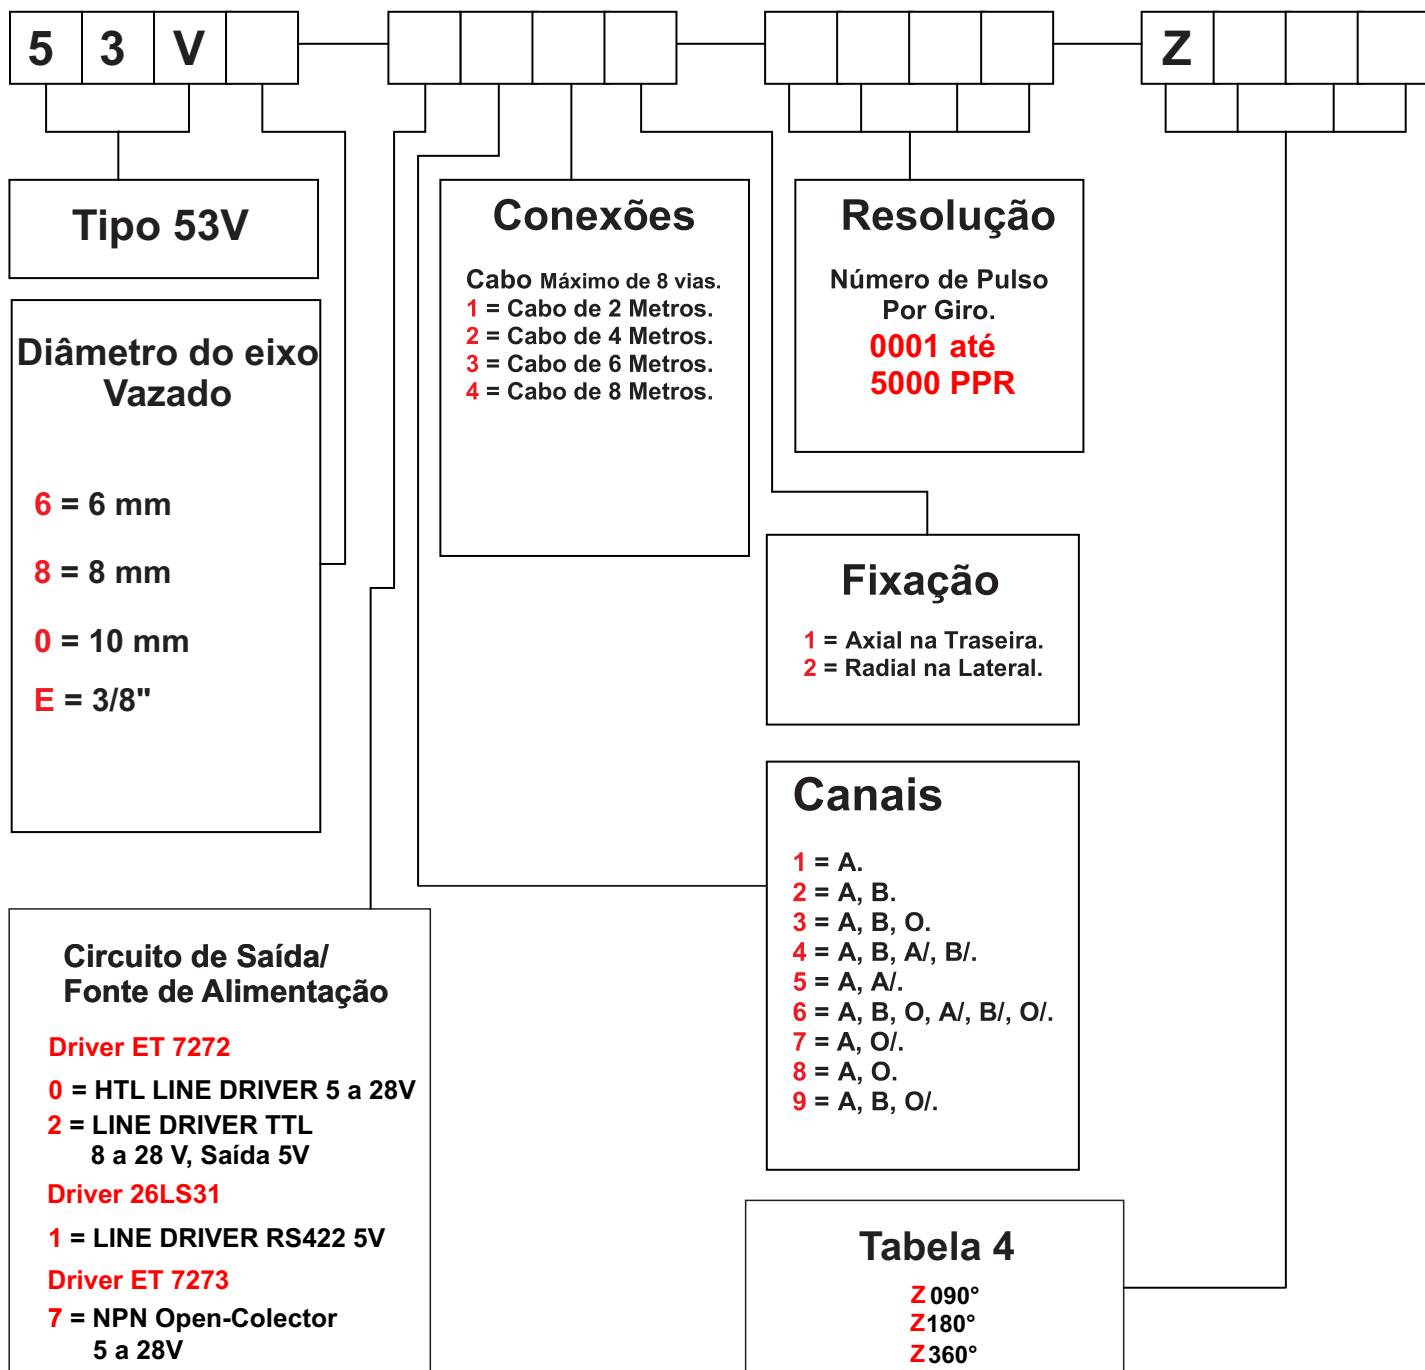 5 3 V Z
Tipo 53V
Diâmetro do eixo
Vazado
6 = 6 mm
8 = 8 mm
0 = 10 mm
E = 3/8"
Conexões
Cabo Máximo de 8 vias.
1 = Cabo de 2 Metros.
2 = Cabo de 4 Metros.
3 = Cabo de 6 Metros.
4 = Cabo de 8 Metros.
Resolução
Número de Pulso
Por Giro.
0001 até
5000 PPR
Fixação
1 = Axial na Traseira.
2 = Radial na Lateral.
Canais
1 = A.
2 = A, B.
3 = A, B, O.
4 = A, B, A/, B/.
5 = A, A/.
6 = A, B, O, A/, B/, O/.
7 = A, O/.
8 = A, O.
9 = A, B, O/.
Circuito de Saída/
Fonte de Alimentação
Driver ET 7272
0 = HTL LINE DRIVER 5 a 28V
2 = LINE DRIVER TTL
8 a 28 V, Saída 5V
Driver 26LS31
1 = LINE DRIVER RS422 5V
Driver ET 7273
7 = NPN Open-Colector
5 a 28V
Tabela 4
Z 090°
Z180°
Z 360°